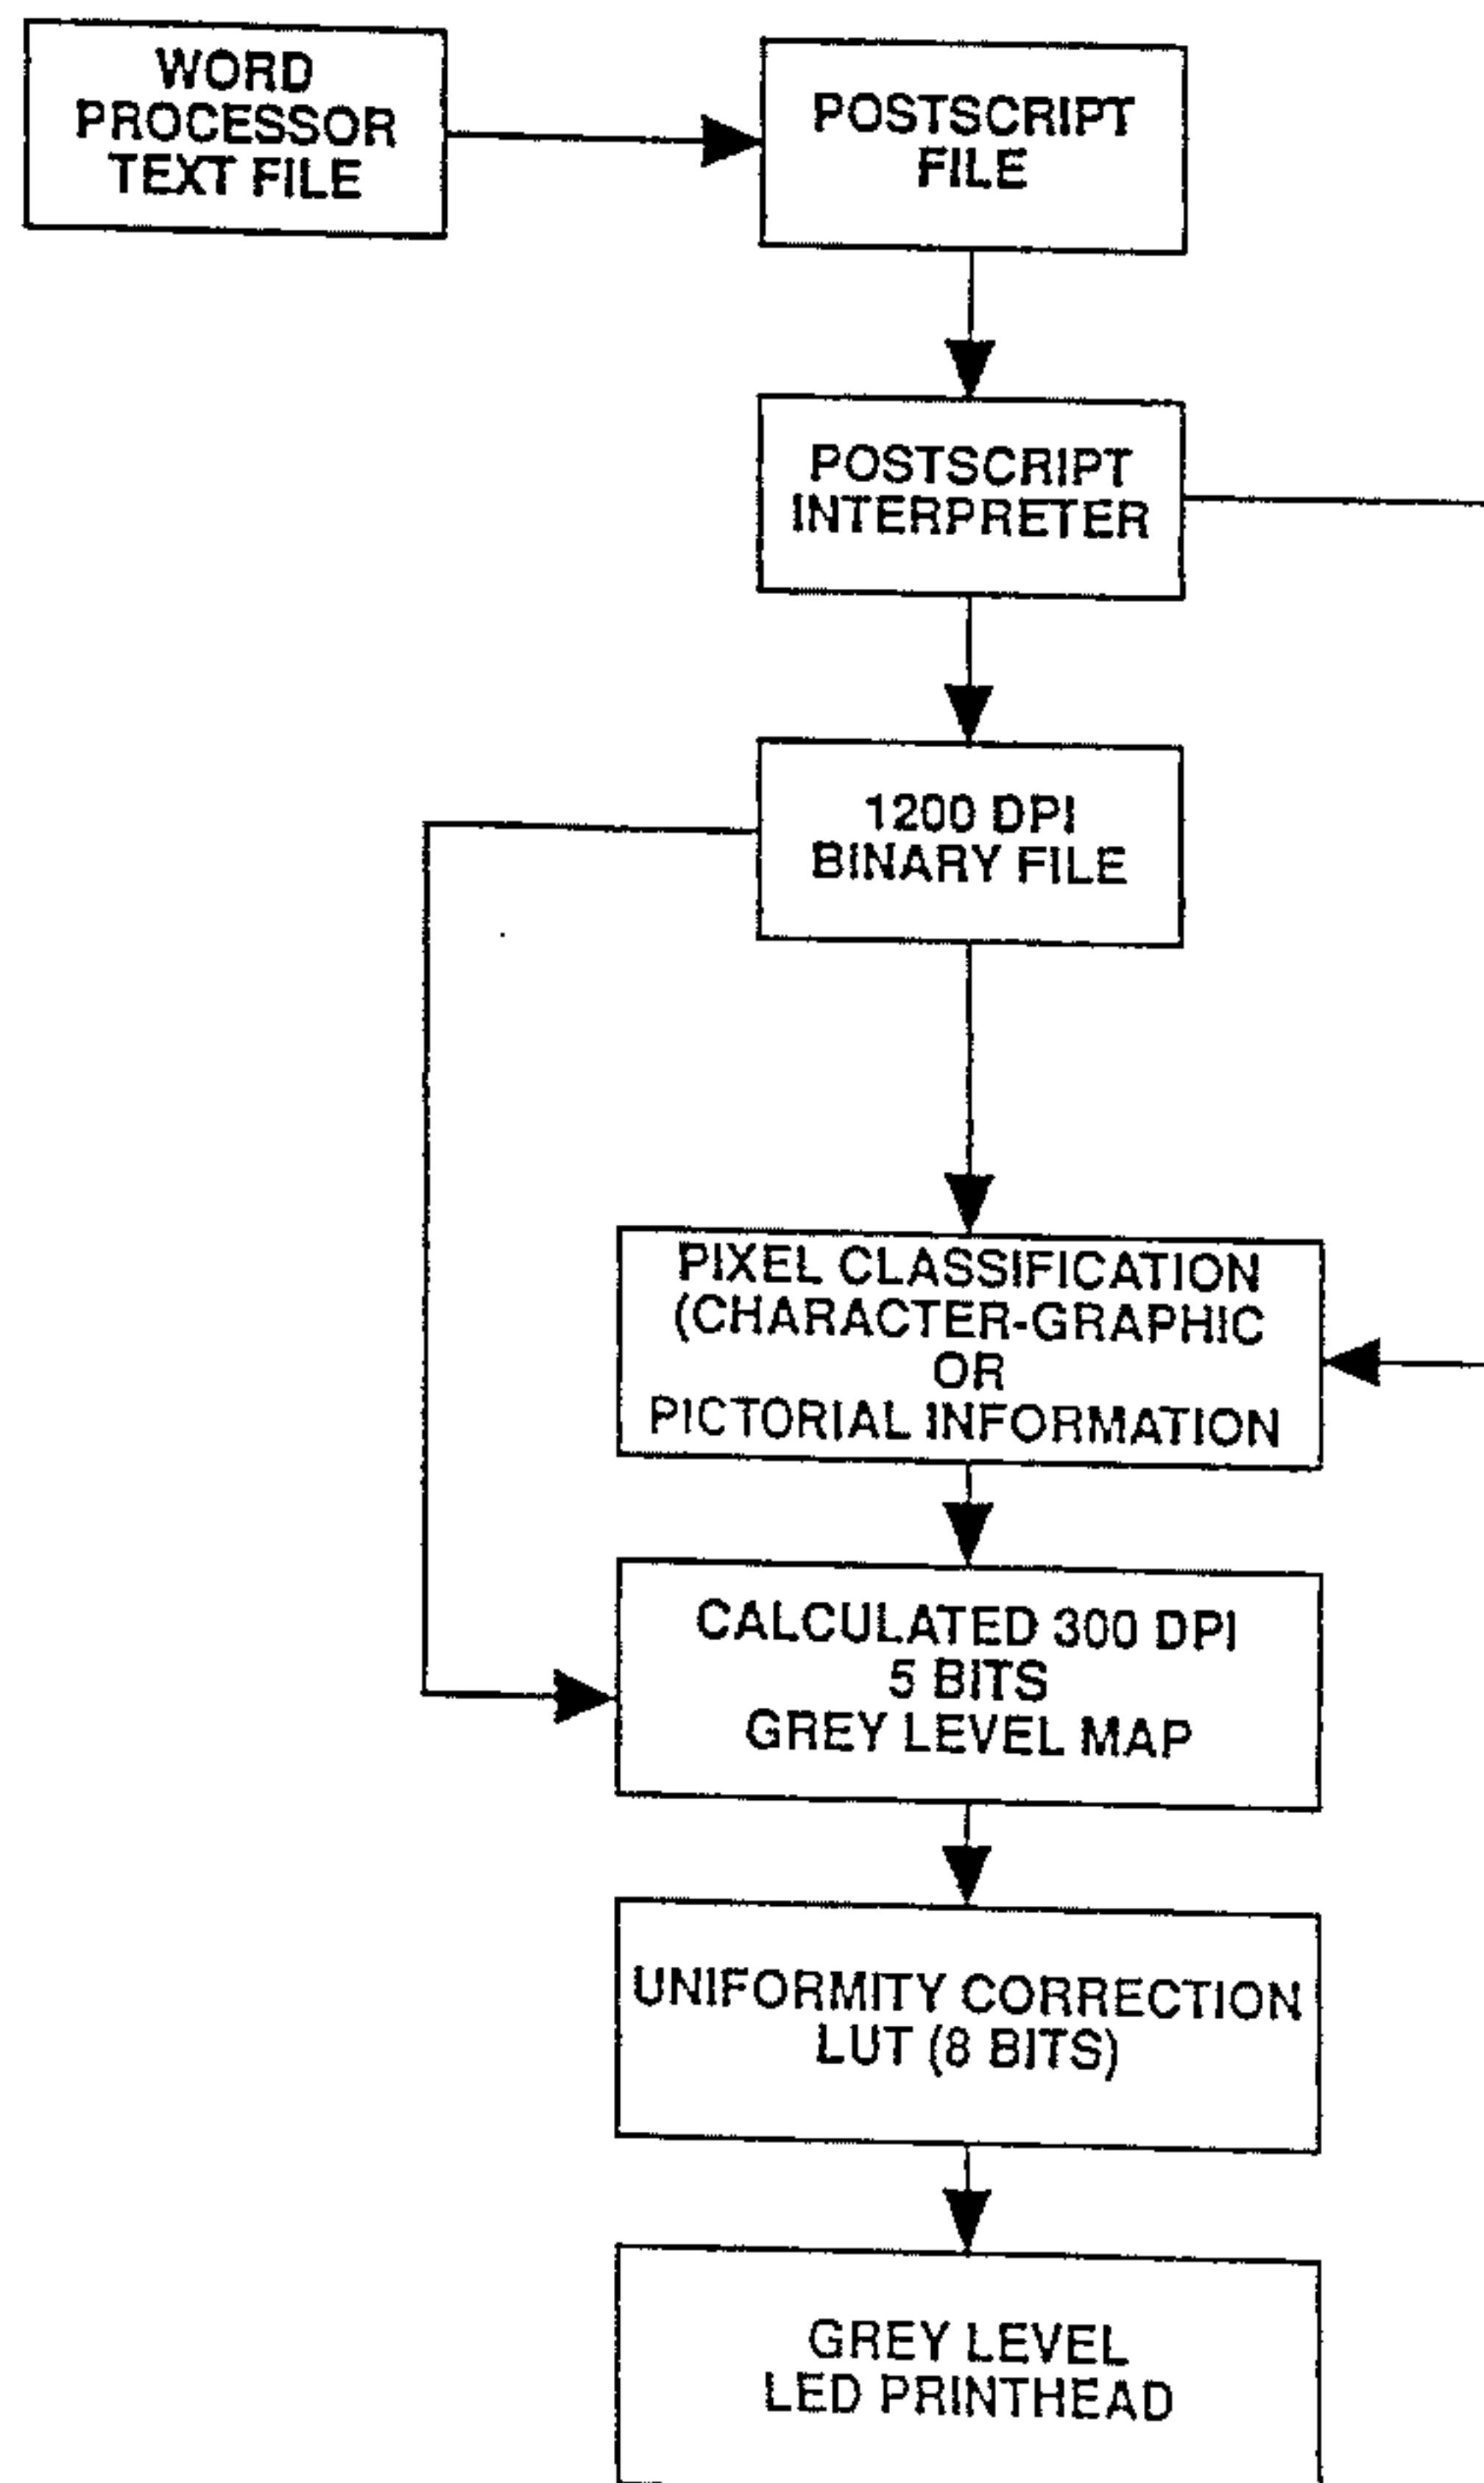 WORD
PROCESSOR
TEXT FILE
POSTSCRIPT
FILE
POSTSCRIPT
INTERPRETER
1200 DPI
BINARY FILE
PIXEL CLASSIFICATION
(CHARACTER-GRAPHIC
OR
PICTORIAL INFORMATION
CALCULATED 300 DPI
5 BITS
GREY LEVEL MAP
UNIFORMITY CORRECTION
LUT (8 BITS)
GREY LEVEL
LED PRINTHEAD